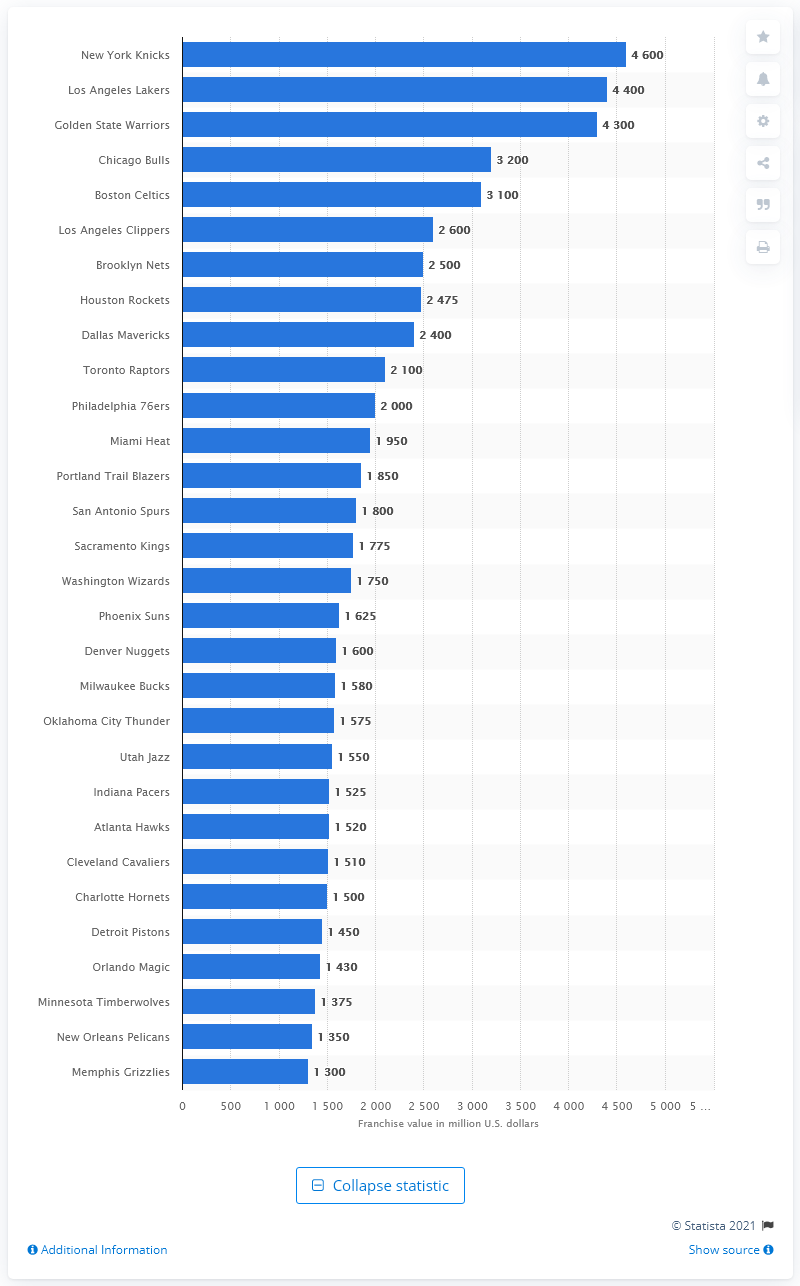 New York Knicks 4 600
Los Angeles Lakers 4 400
Golden State Warriors 4 300
Chicago Bulls 3 200
Boston Celtics 3 100
Los Angeles Clippers 2 600
Brooklyn Nets 2 500
Houston Rockets 2 475
Dallas Mavericks 2 400
Toronto Raptors 2 100
Philadelphia 76ers 2 000
Miami Heat 1 950
Portland Trail Blazers 1 850
San Antonio Spurs 1 800
Sacramento Kings 1 775
Washington Wizards 1 750
Phoenix Suns 1 625
Denver Nuggets 1 600
Milwaukee Bucks 1 580
Oklahoma City Thunder 1 575
Utah Jazz 1 550
Indiana Pacers 1 525
Atlanta Hawks 1 520
Cleveland Cavaliers 1 510
Charlotte Hornets 1 500
Detroit Pistons 1 450
Orlando Magic 1 430
Minnesota Timberwolves 1 375
New Orleans Pelicans 1 350
Memphis Grizzlies 1 300
0 500 1 000 1 500 2 000 2 500 3 000 3 500 4 000 4 500 5 000 5 ...
Franchise value in million U.S. dollars
Collapse statistic
© Statista 2021
Additional Information Show source